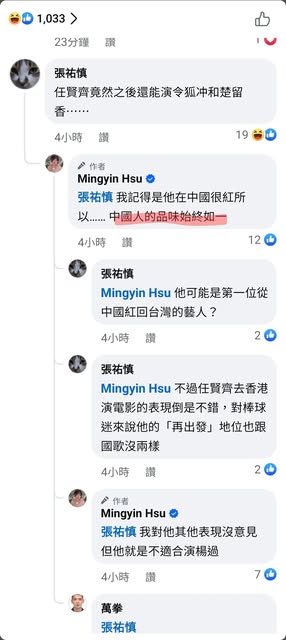 1,033
23分鐘 讚
張祐慎
任賢齊竟然之後還能演令狐冲和楚留
香……
4小時 讚 19
作者
Mingyin Hsu
張祐慎 我記得是他在中國很紅所
以…… 中國人的品味始終如一
4小時 讚 12
張祐慎
Mingyin Hsu 他可能是第一位從
中國紅回台灣的藝人？
4小時 讚 2
張祐慎
Mingyin Hsu 不過任賢齊去香港
演電影的表現倒是不錯，對棒球
迷來說他的「再出發」地位也跟
國歌沒兩樣
4小時 讚 2
作者
Mingyin Hsu
張祐慎 我對他其他表現沒意見
但他就是不適合演楊過
4小時 讚 7
萬拳
張祐慎